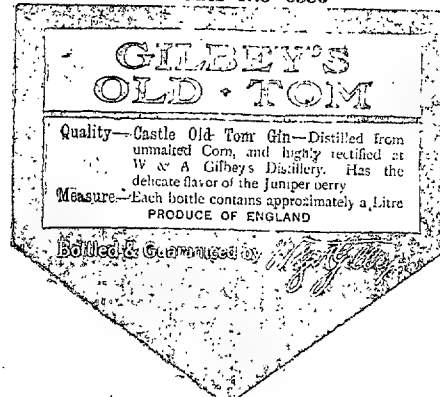 GILBEY'S
OLD · TOM
Quality—Castle Old Tom Gin—Distilled from
unmalted Corn, and highly rectified at
W & A Gilbey's Distillery. Has the
delicate flavor of the Juniper berry
Measure—Each bottle contains approximately a Litre
PRODUCE OF ENGLAND
Bottled & Guaranteed by